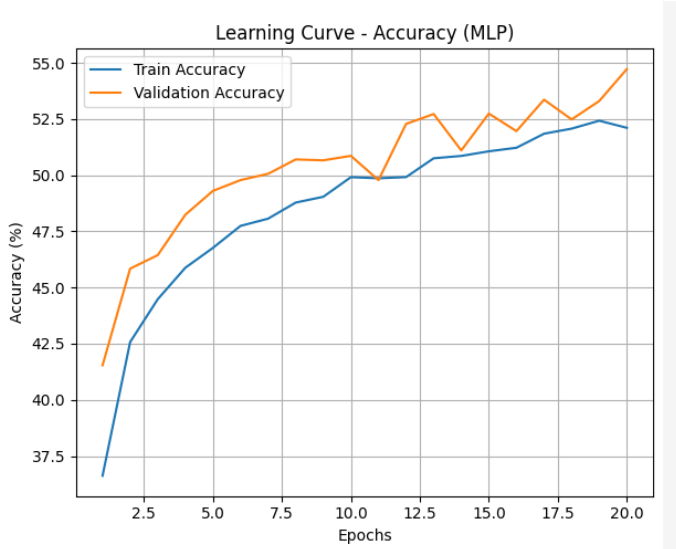 Learning Curve - Accuracy (MLP)
55.0
52.5
50.0
47.5
45.0
42.5
40.0
37.5
Accuracy (%)
Train Accuracy
Validation Accuracy
2.5 5.0 7.5 10.0 12.5 15.0 17.5 20.0
Epochs